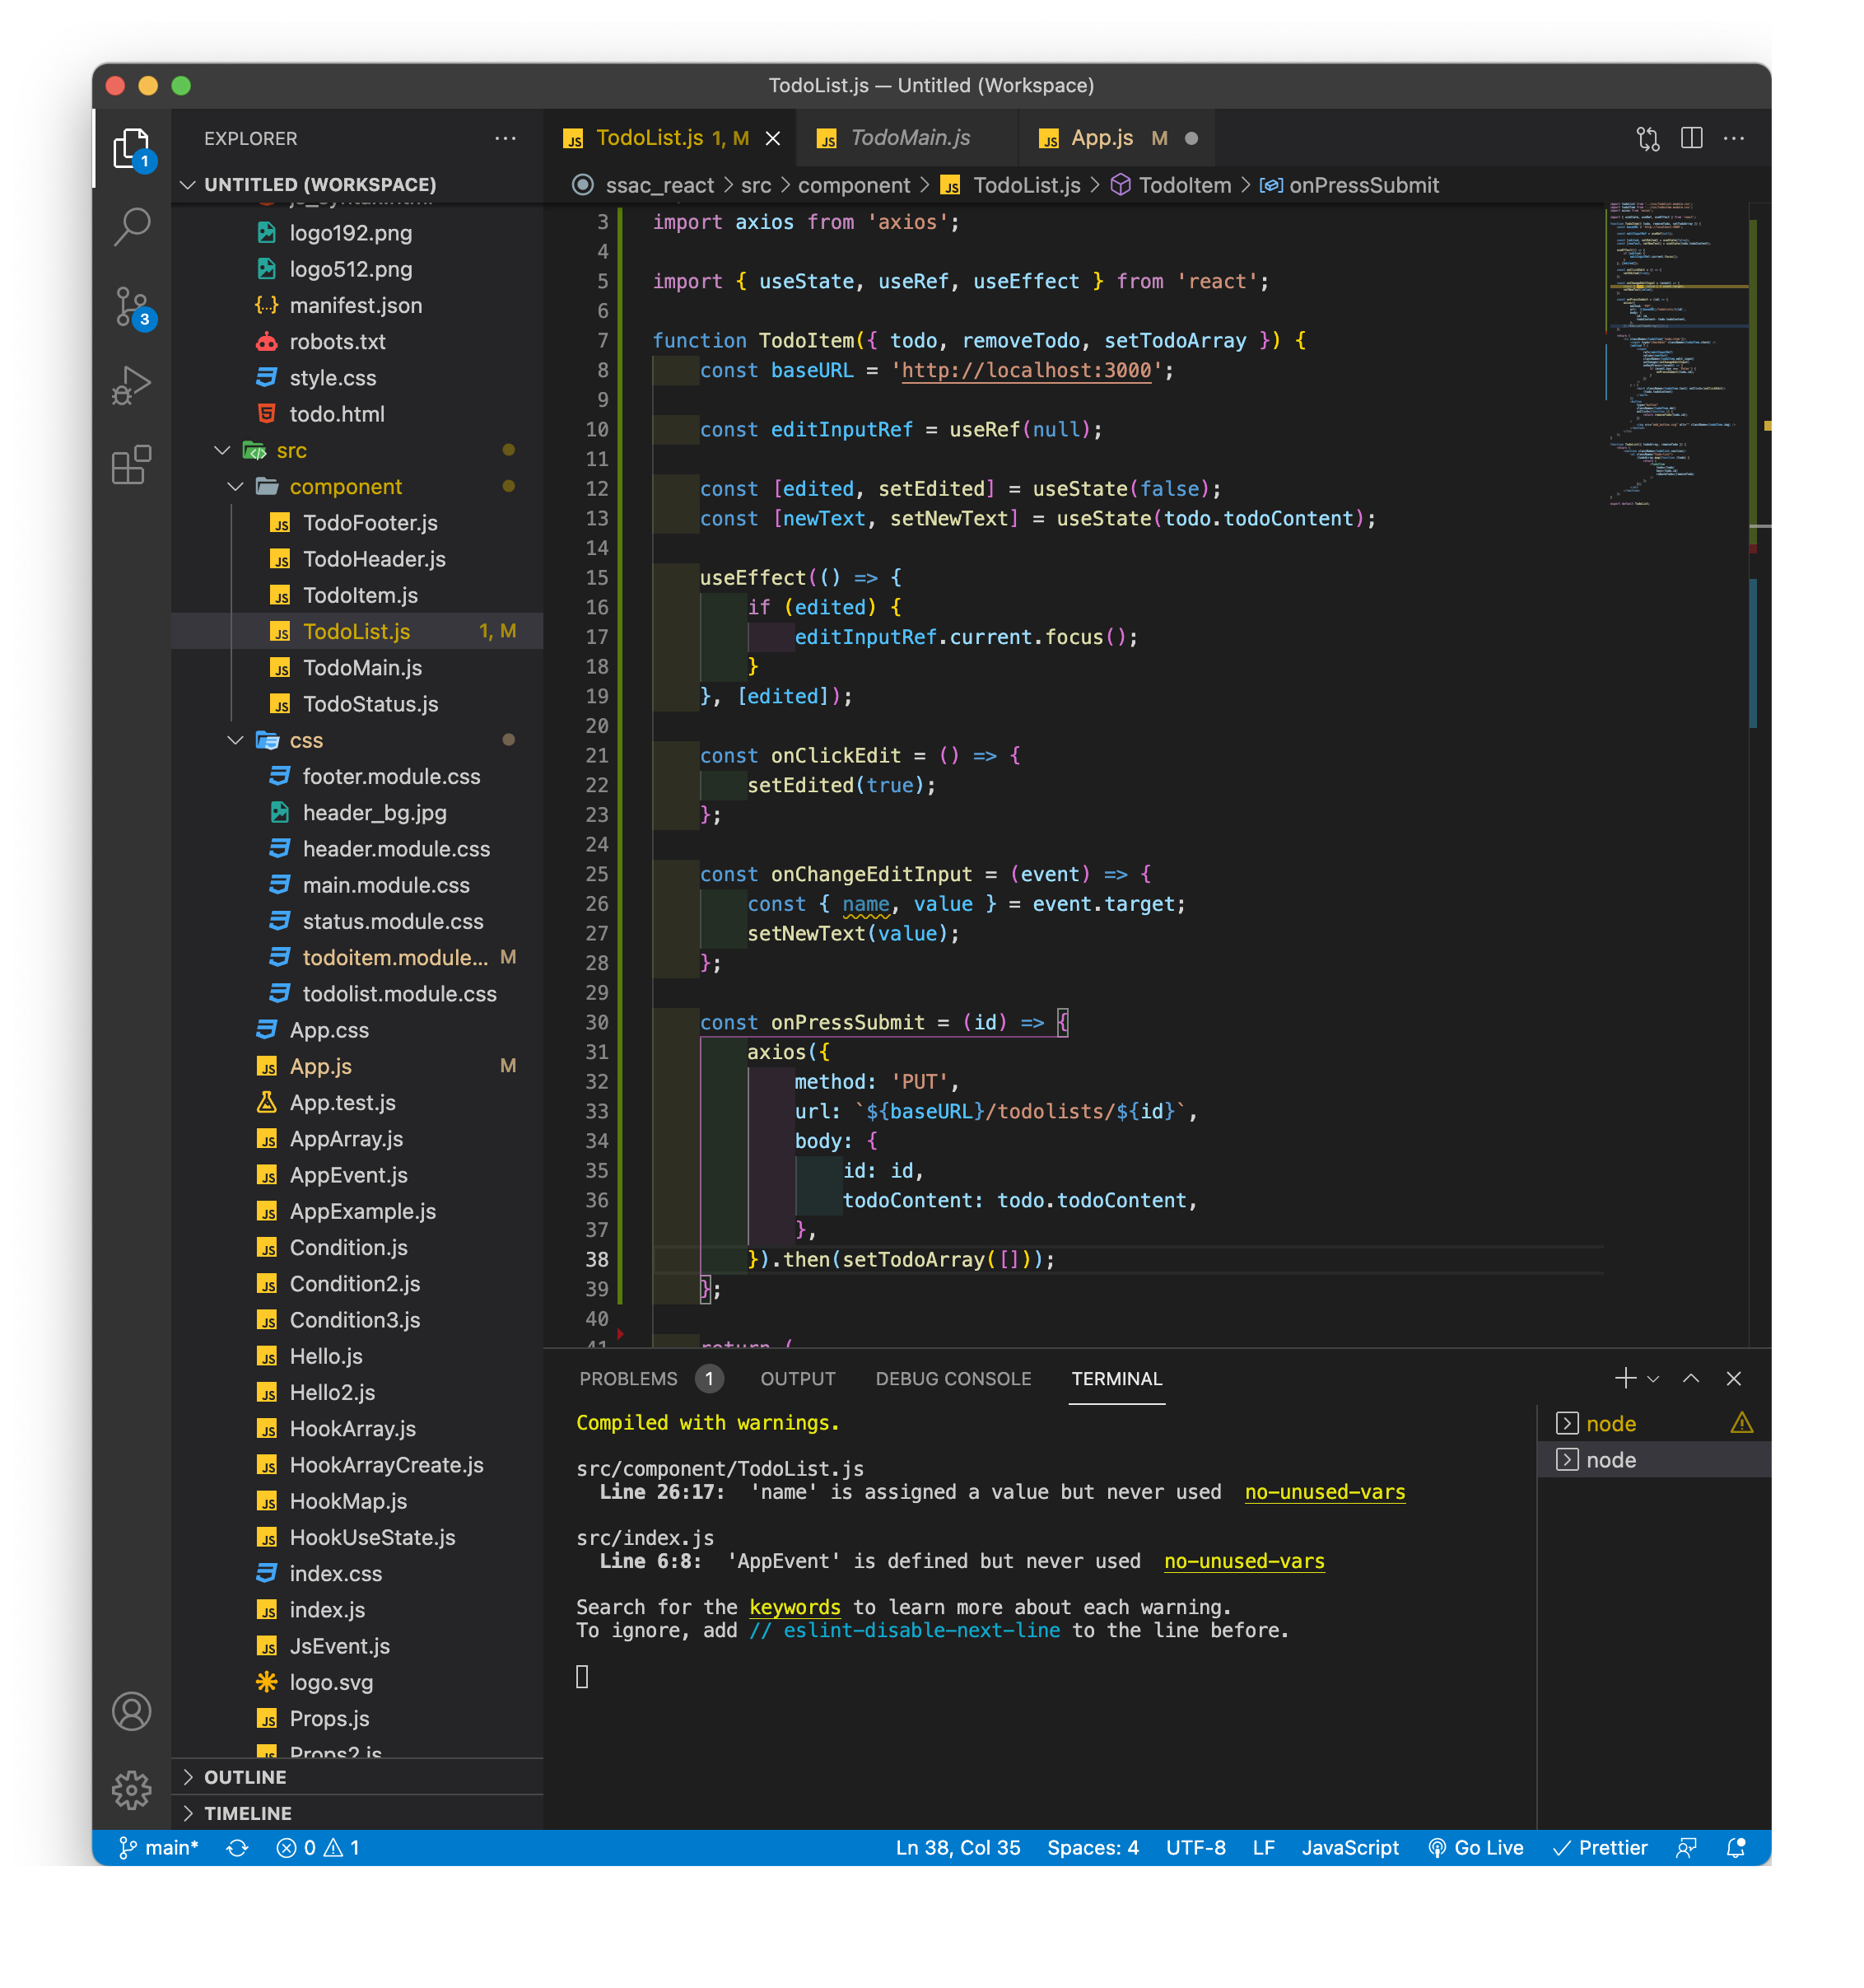 TodoList.js — Untitled (Workspace)
EXPLORER
UNTITLED (WORKSPACE)
logo192.png
logo512.png
manifest.json
robots.txt
style.css
todo.html
src
component
TodoFooter.js
TodoHeader.js
TodoItem.js
TodoList.js 1, M
TodoMain.js
TodoStatus.js
css
footer.module.css
header_bg.jpg
header.module.css
main.module.css
status.module.css
todoitem.module... M
todolist.module.css
App.css
App.js M
App.test.js
AppArray.js
AppEvent.js
AppExample.js
Condition.js
Condition2.js
Condition3.js
Hello.js
Hello2.js
HookArray.js
HookArrayCreate.js
HookMap.js
HookUseState.js
index.css
index.js
JsEvent.js
logo.svg
Props.js
Props2.js
OUTLINE
TIMELINE
1
3
TodoList.js 1, M
TodoMain.js
App.js M
ssac_react > src > component > TodoList.js > TodoItem > onPressSubmit
3 import axios from 'axios';
4
5 import { useState, useRef, useEffect } from 'react';
6
7 function TodoItem({ todo, removeTodo, setTodoArray }) {
8 const baseURL = 'http://localhost:3000';
9
10 const editInputRef = useRef(null);
11
12 const [edited, setEdited] = useState(false);
13 const [newText, setNewText] = useState(todo.todoContent);
14
15 useEffect(() => {
16 if (edited) {
17 editInputRef.current.focus();
18 }
19 }, [edited]);
20
21 const onClickEdit = () => {
22 setEdited(true);
23 };
24
25 const onChangeEditInput = (event) => {
26 const { name, value } = event.target;
27 setNewText(value);
28 };
29
30 const onPressSubmit = (id) => {
31 axios({
32 method: 'PUT',
33 url: `${baseURL}/todolists/${id}`,
34 body: {
35 id: id,
36 todoContent: todo.todoContent,
37 },
38 }).then(setTodoArray([]));
39 };
40
41 return (
PROBLEMS 1 OUTPUT DEBUG CONSOLE TERMINAL
Compiled with warnings.
src/component/TodoList.js
Line 26:17: 'name' is assigned a value but never used no-unused-vars
src/index.js
Line 6:8: 'AppEvent' is defined but never used no-unused-vars
Search for the keywords to learn more about each warning.
To ignore, add // eslint-disable-next-line to the line before.
node
node
main* 0 1 Ln 38, Col 35 Spaces: 4 UTF-8 LF JavaScript Go Live Prettier